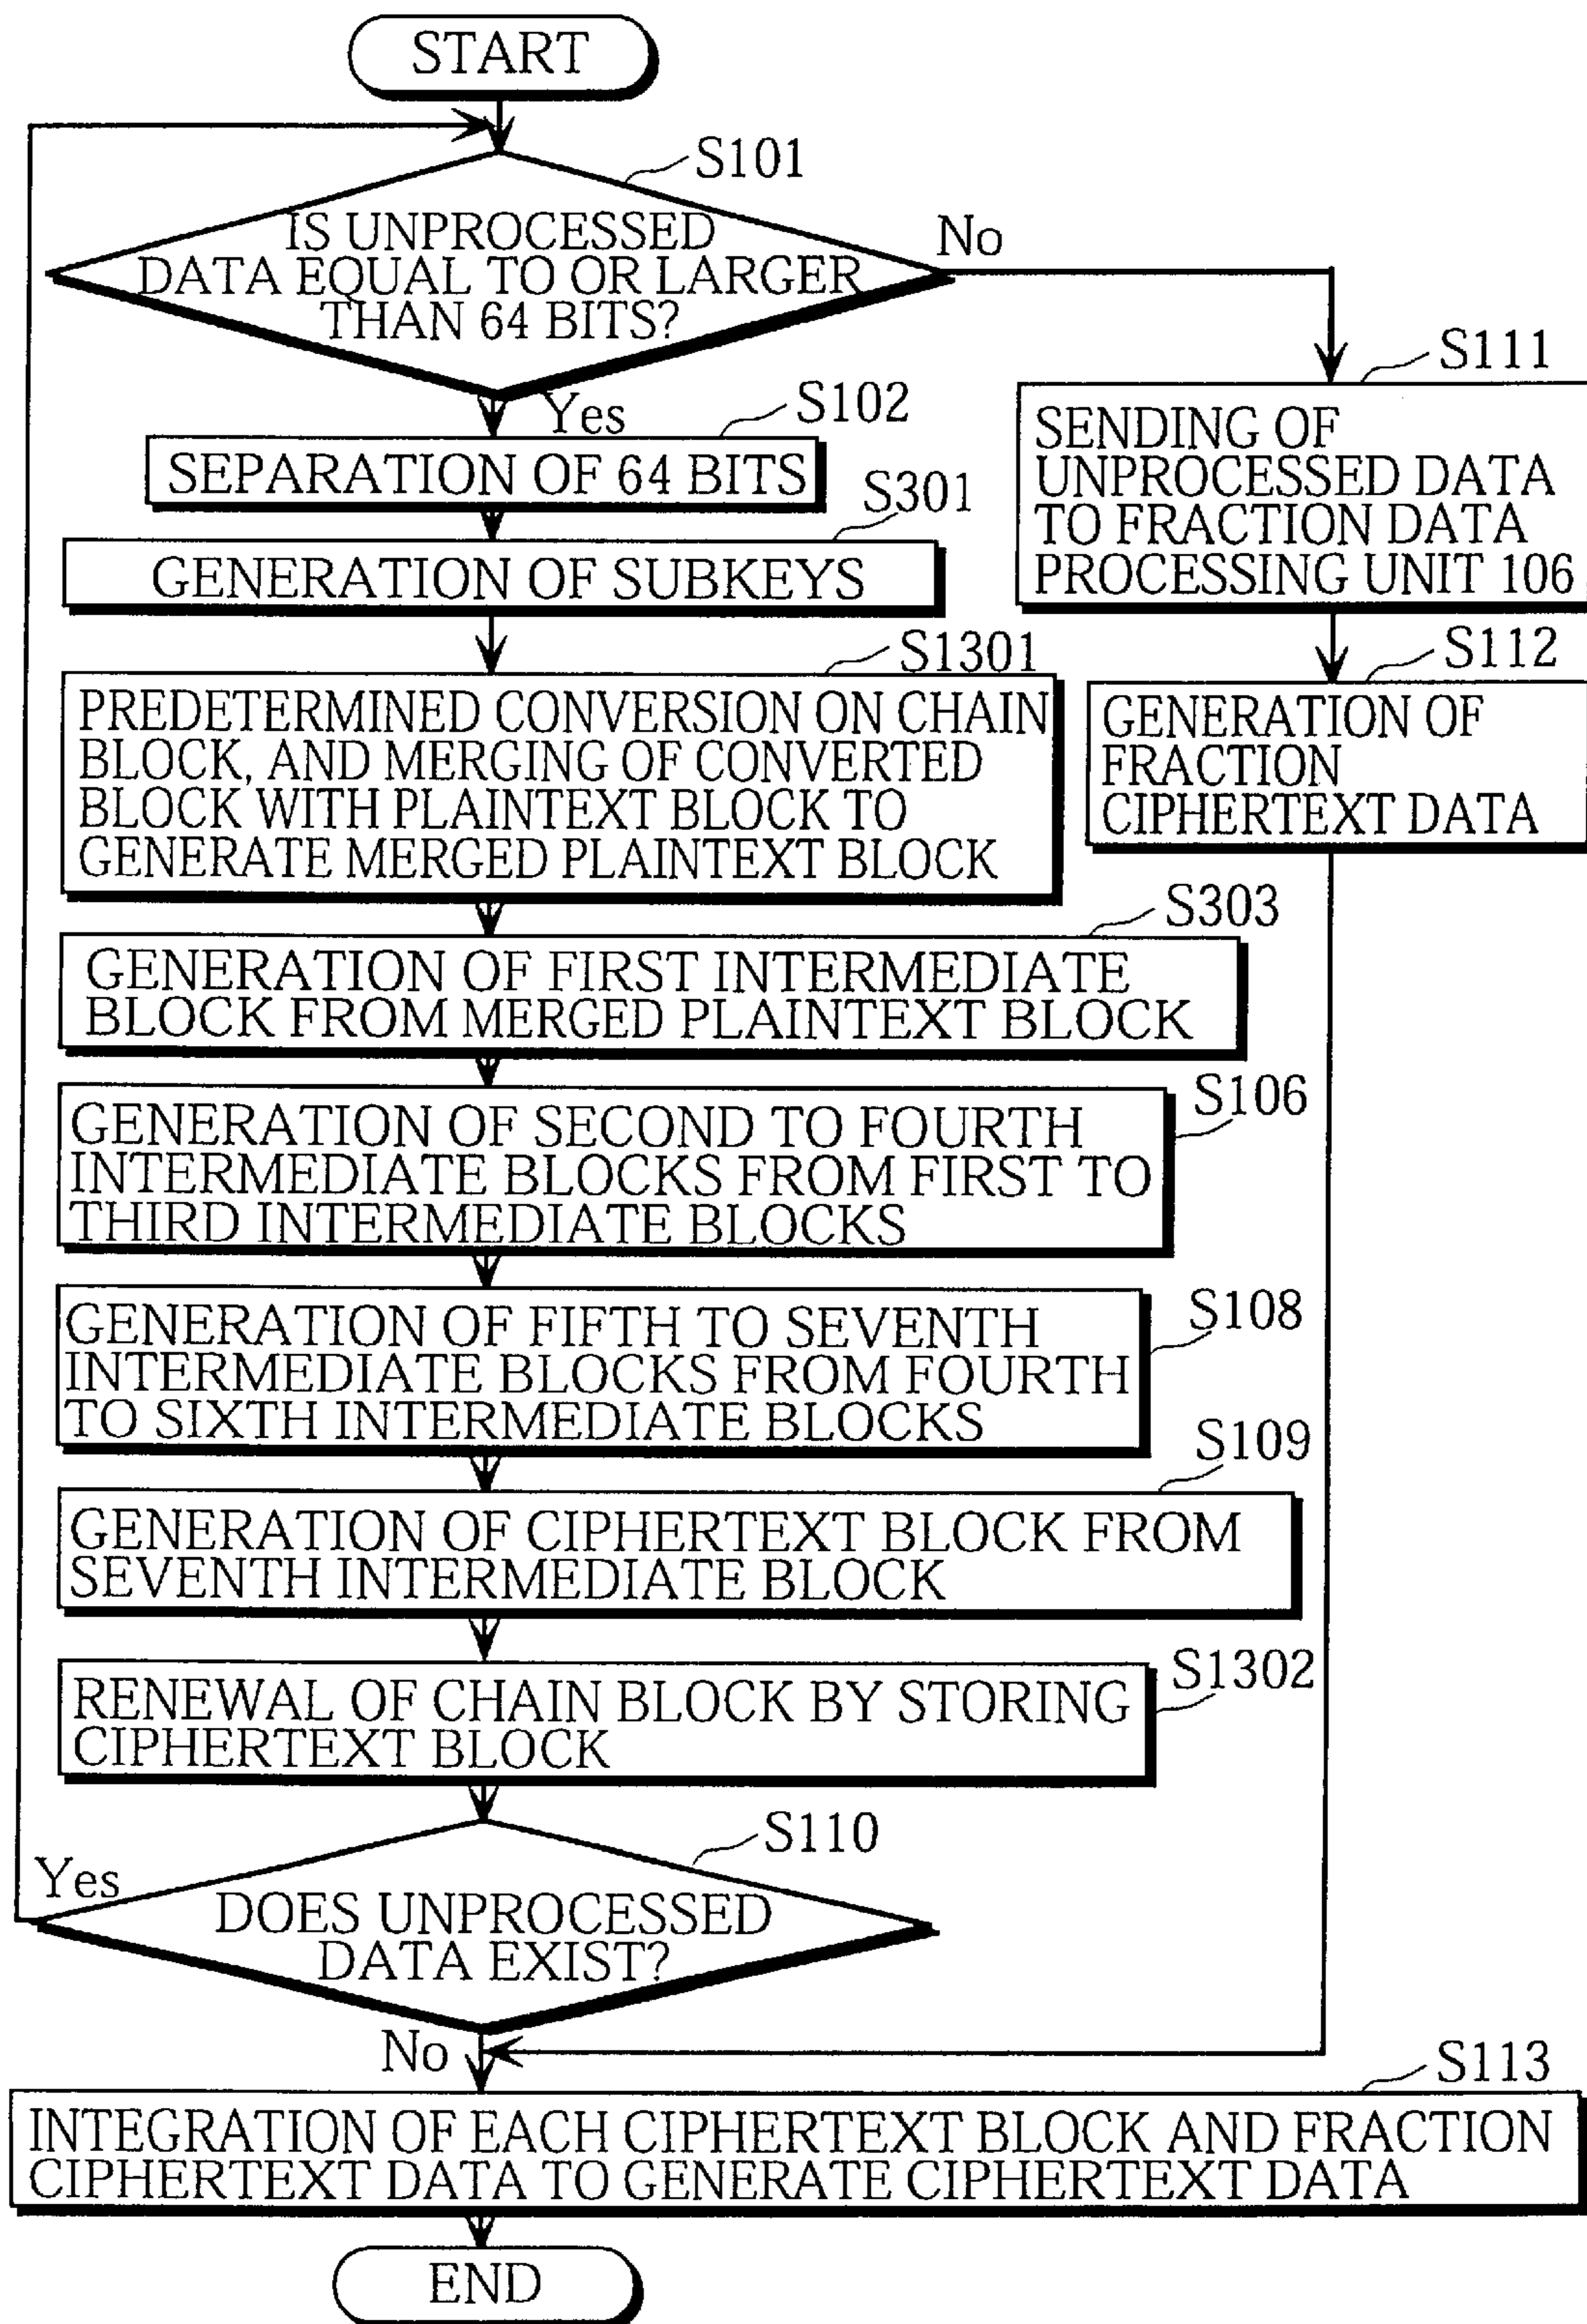 START
S101
IS UNPROCESSED
DATA EQUAL TO OR LARGER
THAN 64 BITS?
No
Yes
S102
SEPARATION OF 64 BITS
S301
GENERATION OF SUBKEYS
S1301
PREDETERMINED CONVERSION ON CHAIN
BLOCK, AND MERGING OF CONVERTED
BLOCK WITH PLAINTEXT BLOCK TO
GENERATE MERGED PLAINTEXT BLOCK
S303
GENERATION OF FIRST INTERMEDIATE
BLOCK FROM MERGED PLAINTEXT BLOCK
S106
GENERATION OF SECOND TO FOURTH
INTERMEDIATE BLOCKS FROM FIRST TO
THIRD INTERMEDIATE BLOCKS
S108
GENERATION OF FIFTH TO SEVENTH
INTERMEDIATE BLOCKS FROM FOURTH
TO SIXTH INTERMEDIATE BLOCKS
S109
GENERATION OF CIPHERTEXT BLOCK FROM
SEVENTH INTERMEDIATE BLOCK
S1302
RENEWAL OF CHAIN BLOCK BY STORING
CIPHERTEXT BLOCK
S110
Yes
DOES UNPROCESSED
DATA EXIST?
No
S111
SENDING OF
UNPROCESSED DATA
TO FRACTION DATA
PROCESSING UNIT 106
S112
GENERATION OF
FRACTION
CIPHERTEXT DATA
S113
INTEGRATION OF EACH CIPHERTEXT BLOCK AND FRACTION
CIPHERTEXT DATA TO GENERATE CIPHERTEXT DATA
END